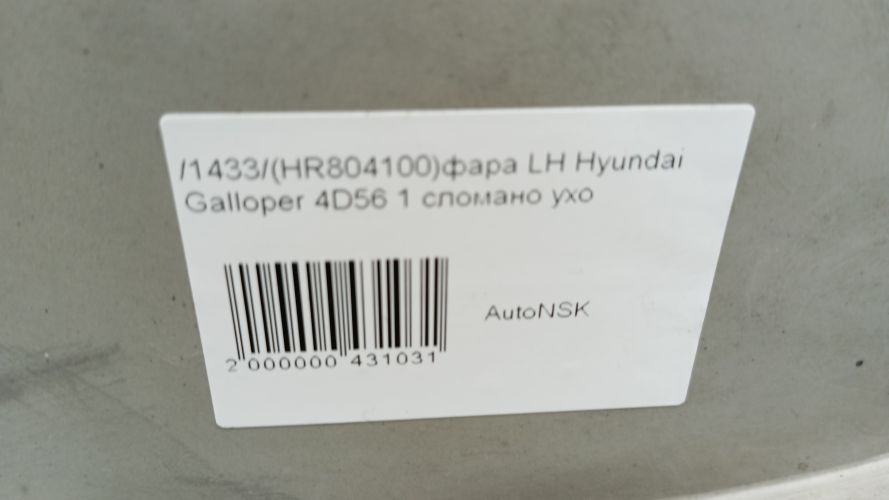 /1433/(HR804100)фара LH Hyundai
Galloper 4D56 1 сломано ухо
AutoNSK
2 000000 431031